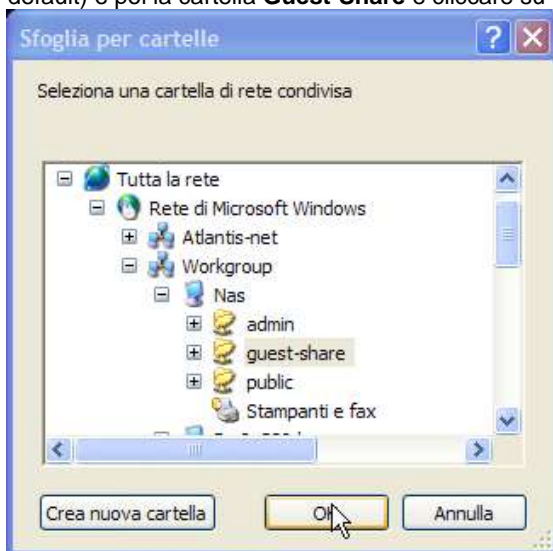 default) e poi la cartella Guest-Share e cliccare su
Sfoglia per cartelle
Seleziona una cartella di rete condivisa
Tutta la rete
Rete di Microsoft Windows
Atlantis-net
Workgroup
Nas
admin
guest-share
public
Stampanti e fax
Crea nuova cartella
OK
Annulla